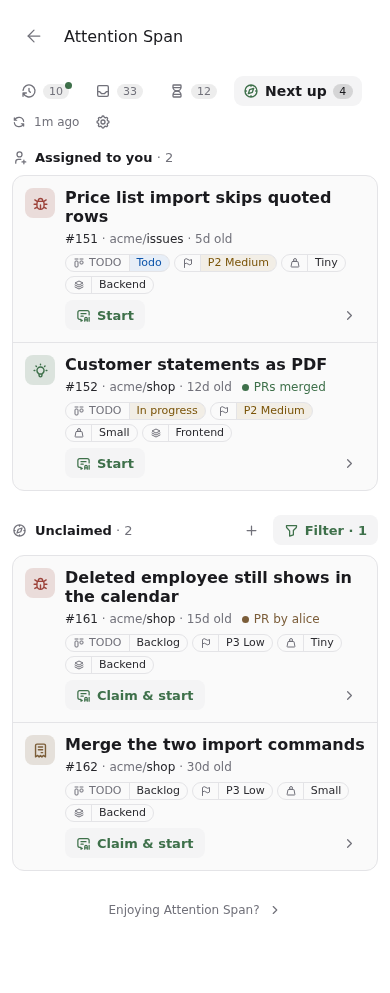 Attention Span
10 33 12 Next up 4
1m ago
Assigned to you · 2
Price list import skips quoted
rows
#151 · acme/issues · 5d old
TODO Todo P2 Medium Tiny
Backend
Start
Customer statements as PDF
#152 · acme/shop · 12d old PRs merged
TODO In progress P2 Medium
Small Frontend
Start
Unclaimed · 2 Filter · 1
Deleted employee still shows in
the calendar
#161 · acme/shop · 15d old PR by alice
TODO Backlog P3 Low Tiny
Backend
Claim & start
Merge the two import commands
#162 · acme/shop · 30d old
TODO Backlog P3 Low Small
Backend
Claim & start
Enjoying Attention Span?